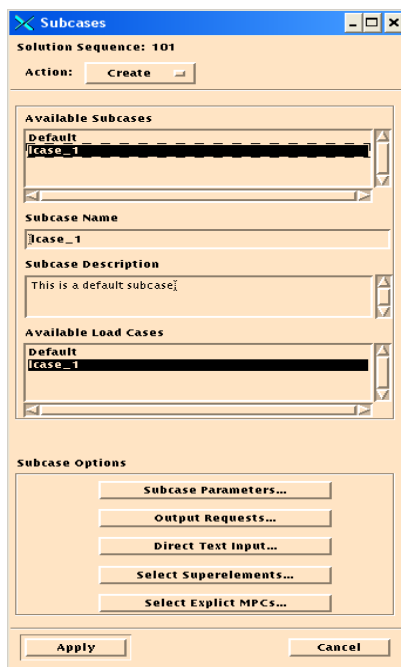 Subcases
Solution Sequence: 101
Action: Create
Available Subcases
Default
lcase_1
Subcase Name
lcase_1
Subcase Description
This is a default subcase.
Available Load Cases
Default
lcase_1
Subcase Options
Subcase Parameters...
Output Requests...
Direct Text Input...
Select Superelements...
Select Explict MPCs...
Apply Cancel